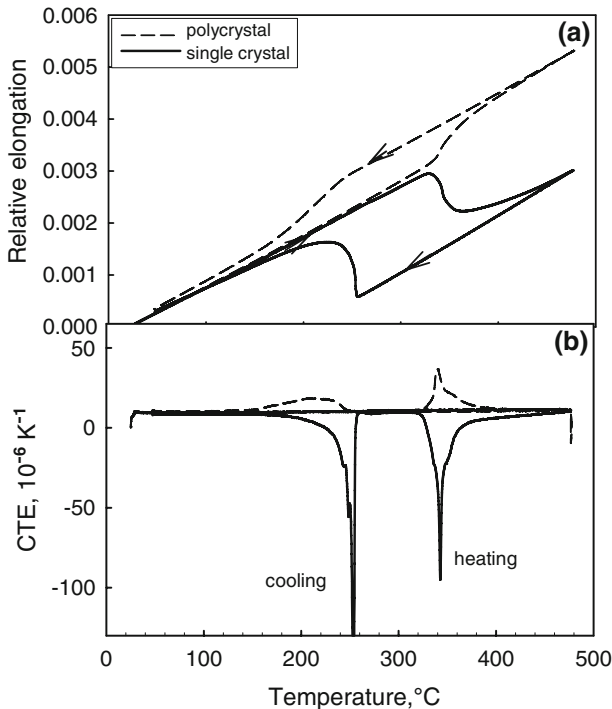 0.006
0.005
0.004
0.003
0.002
0.001
0.000
Relative elongation
polycrystal
single crystal
(a)
50
0
-50
-100
CTE, 10⁻⁶ K⁻¹
(b)
cooling
heating
0
100
200
300
400
500
Temperature,°C